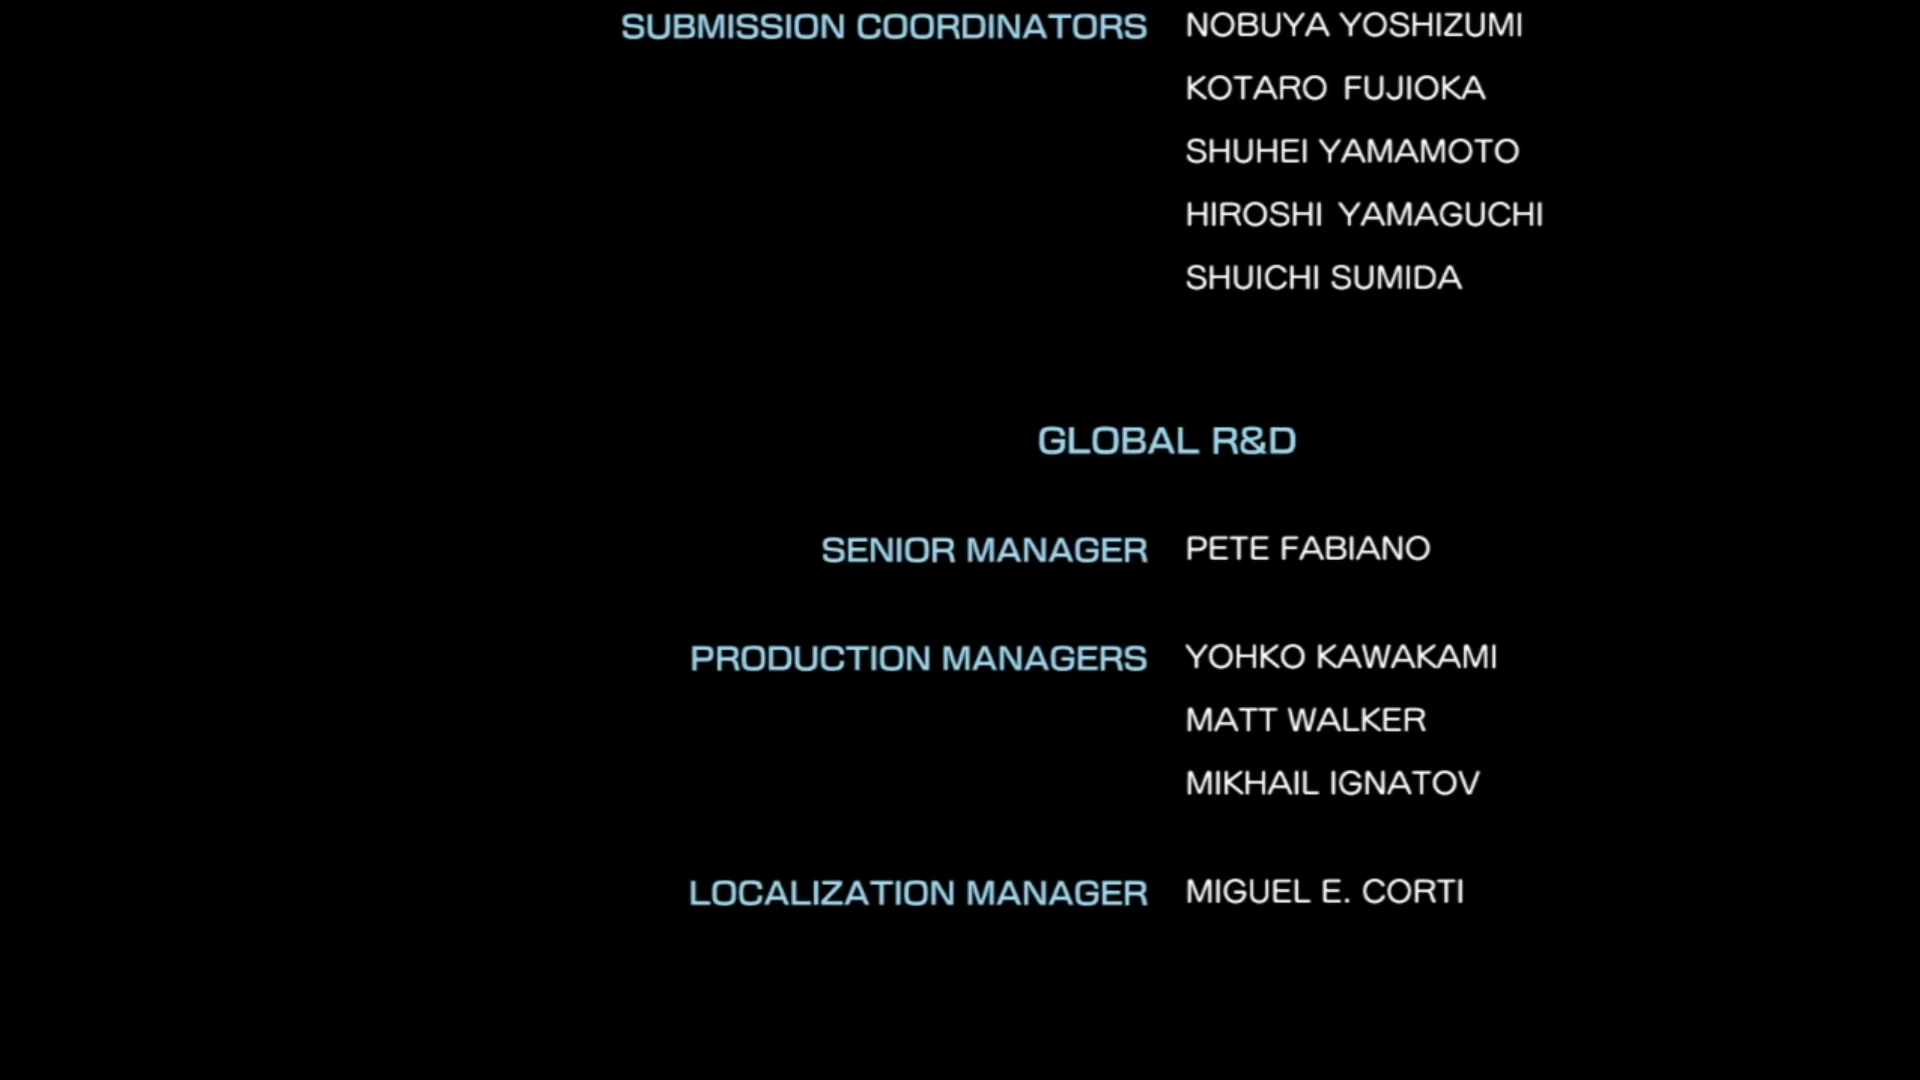 SUBMISSION COORDINATORS NOBUYA YOSHIZUMI
KOTARO FUJIOKA
SHUHEI YAMAMOTO
HIROSHI YAMAGUCHI
SHUICHI SUMIDA
GLOBAL R&D
SENIOR MANAGER PETE FABIANO
PRODUCTION MANAGERS YOHKO KAWAKAMI
MATT WALKER
MIKHAIL IGNATOV
LOCALIZATION MANAGER MIGUEL E. CORTI